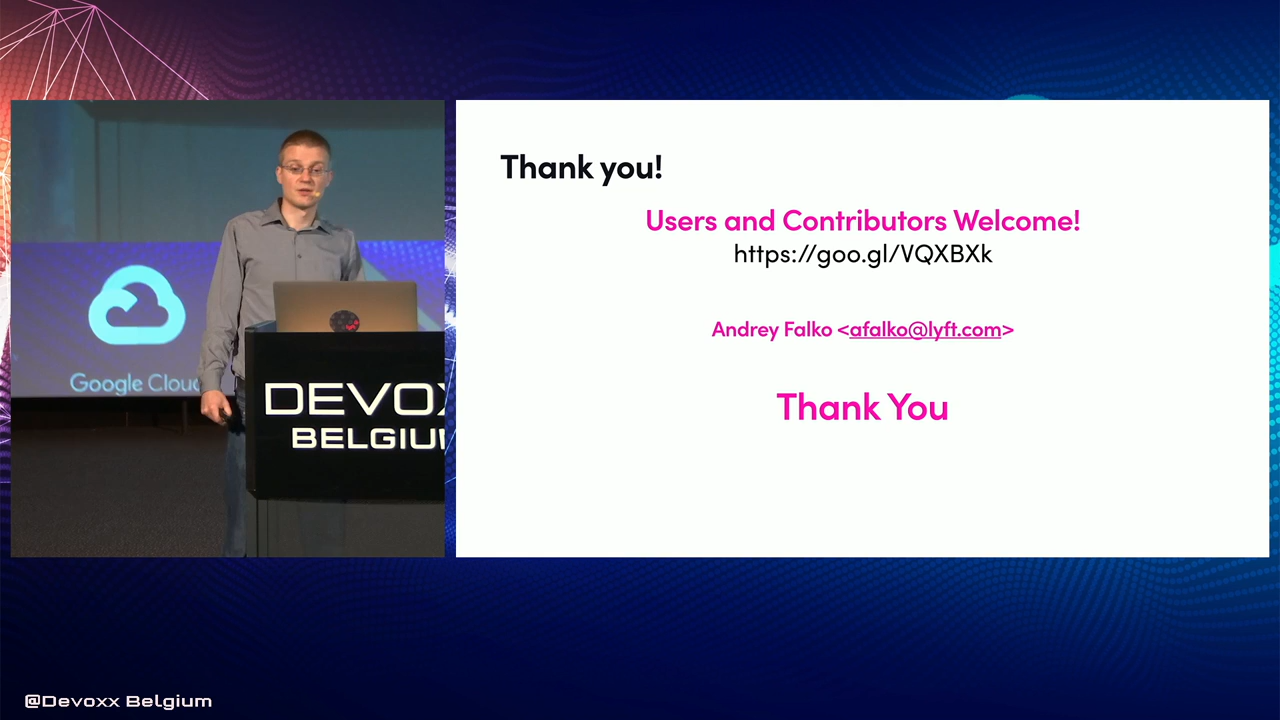 Thank you!
Users and Contributors Welcome!
https://goo.gl/VQXBXk
Andrey Falko <afalko@lyft.com>
Thank You
Google Cloud
DEVOX
BELGIUM
@Devoxx Belgium